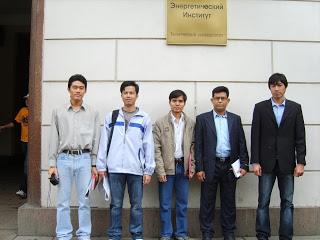 Энергетический
Институт
Технический университет